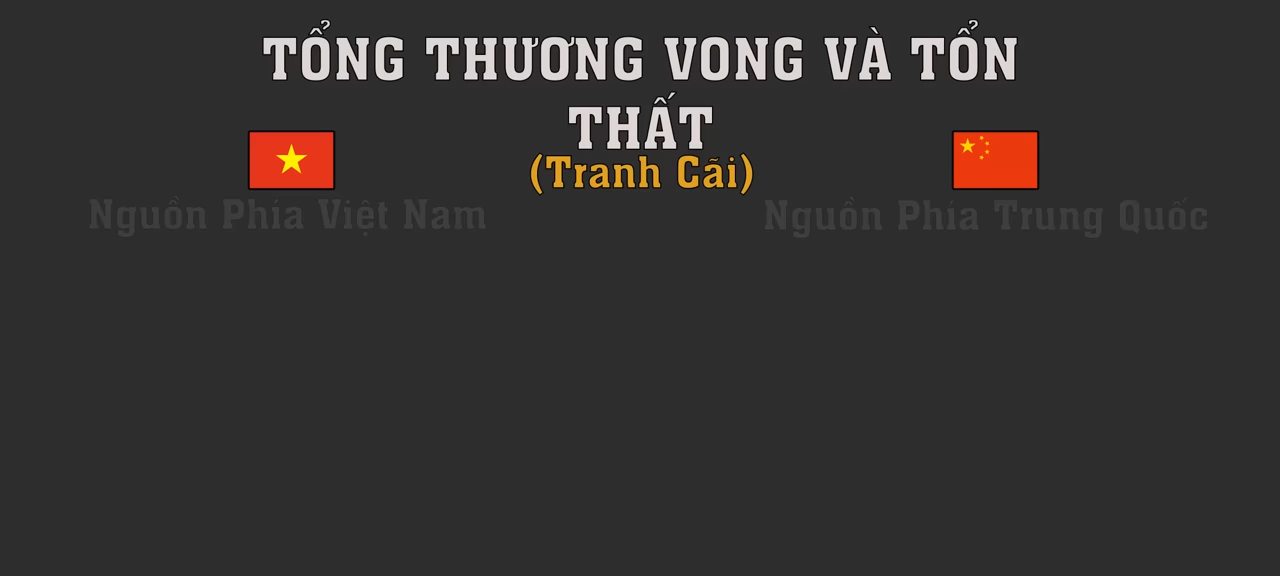 TỔNG THƯƠNG VONG VÀ TỔN
THẤT
(Tranh Cãi)
Nguồn Phía Việt Nam
Nguồn Phía Trung Quốc